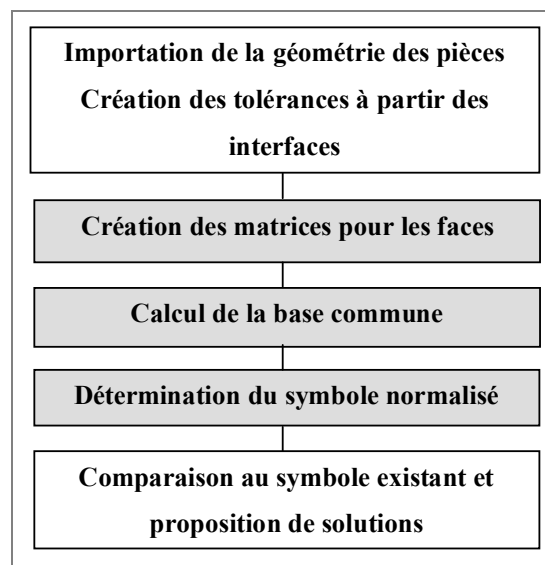 Importation de la géométrie des pièces
Création des tolérances à partir des
interfaces
Création des matrices pour les faces
Calcul de la base commune
Détermination du symbole normalisé
Comparaison au symbole existant et
proposition de solutions